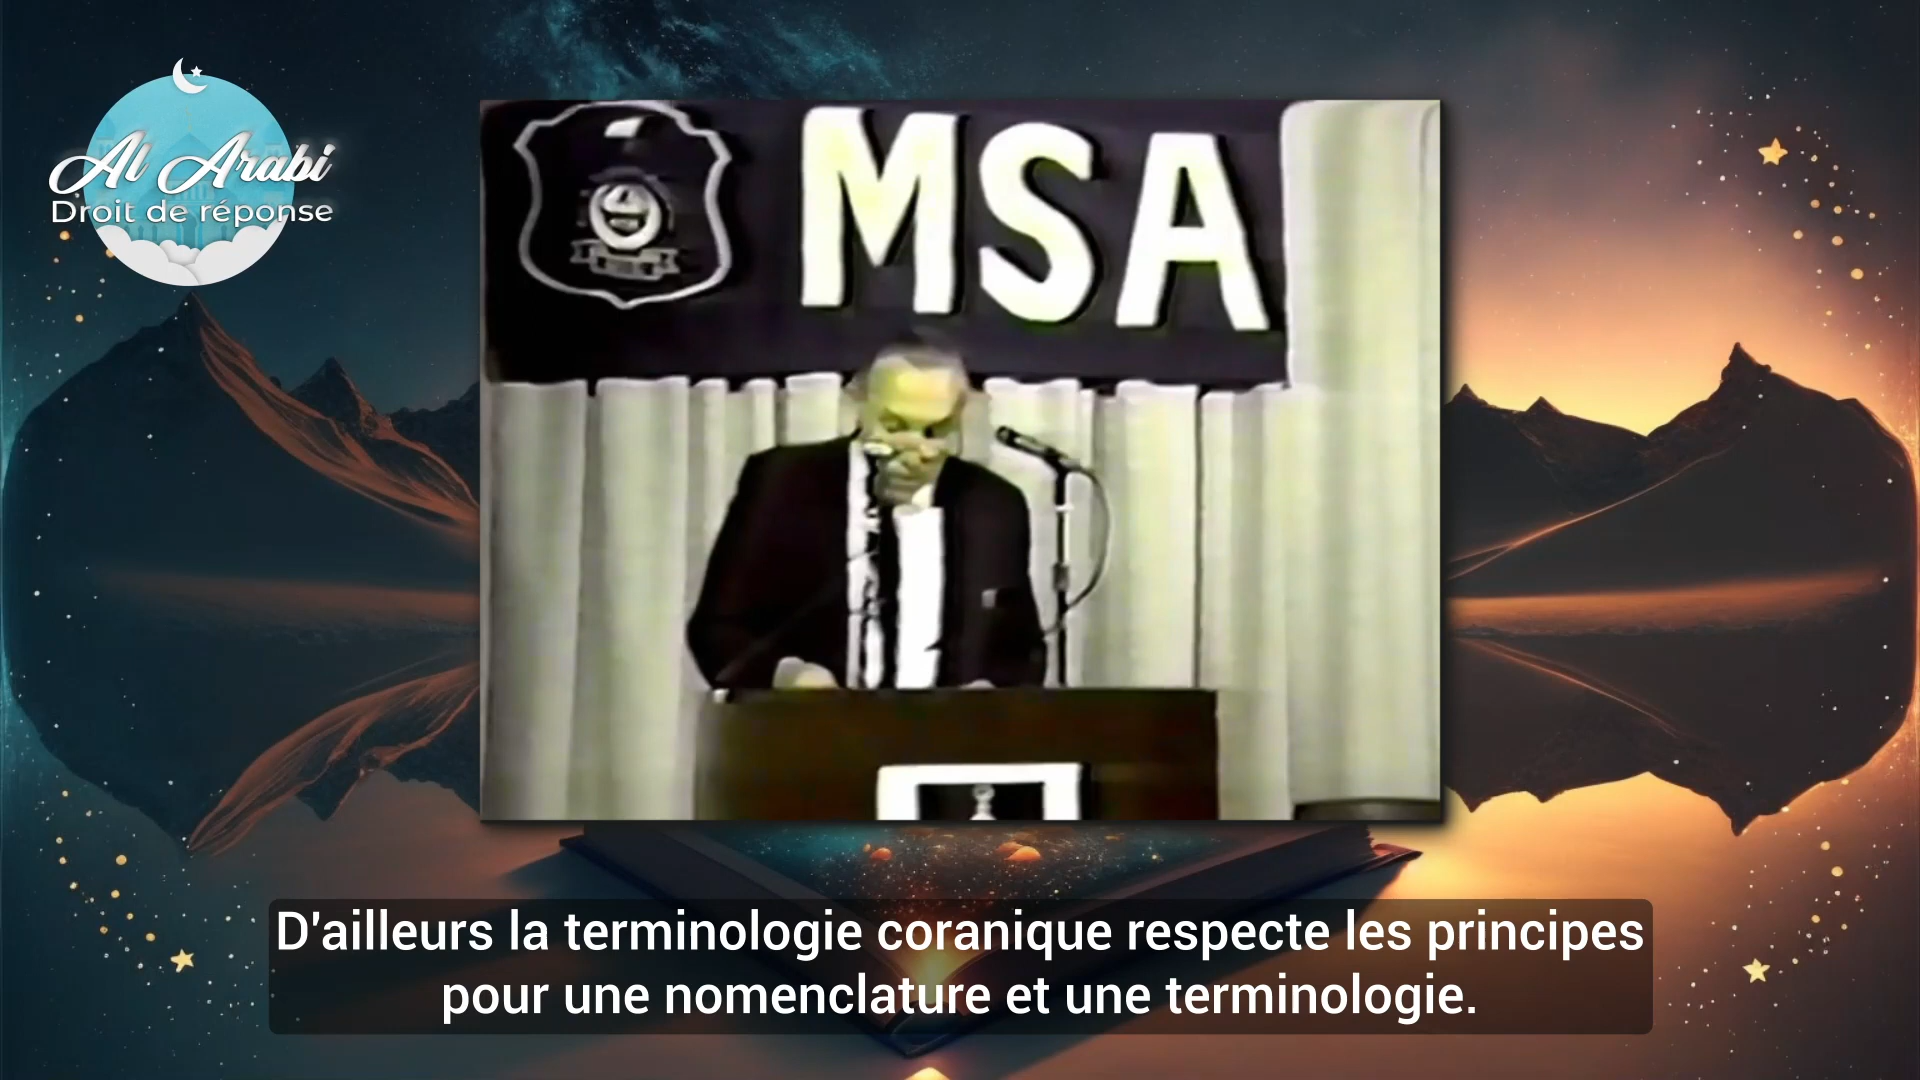 Al Arabi
Droit de réponse
MSA
D'ailleurs la terminologie coranique respecte les principes
pour une nomenclature et une terminologie.